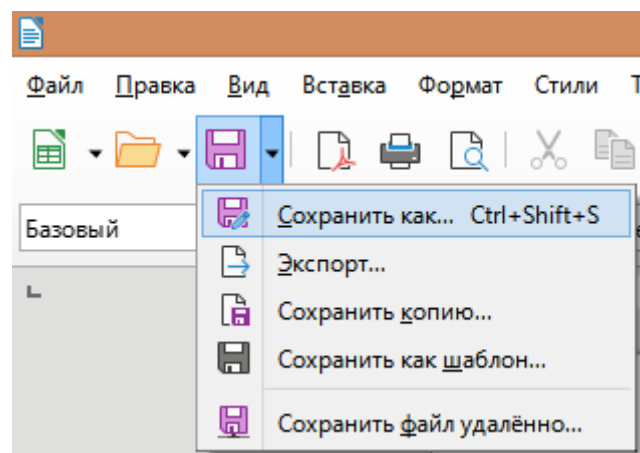 Файл Правка Вид Вставка Формат Стили
Базовый
Сохранить как... Ctrl+Shift+S
Экспорт...
Сохранить копию...
Сохранить как шаблон...
Сохранить файл удалённо...